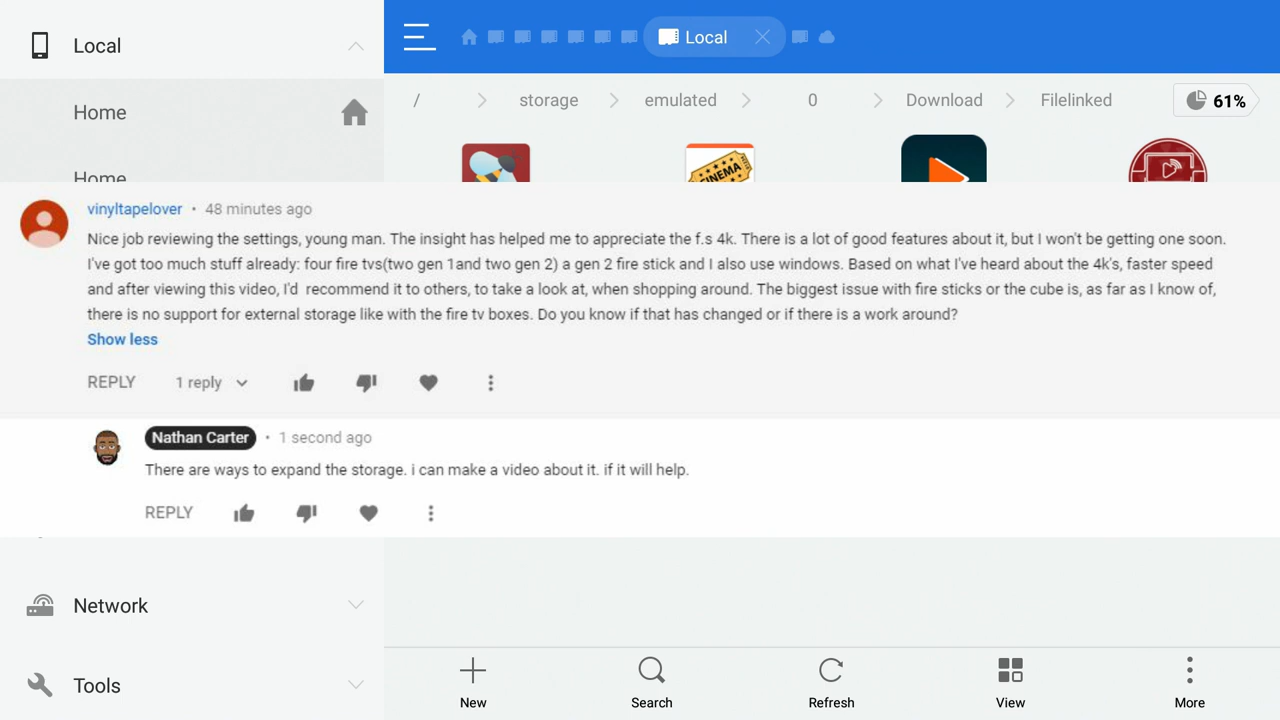 Local
Local
/ storage emulated 0 Download Filelinked 61%
Home
Home
CINEMA
vinyltapelover • 48 minutes ago
Nice job reviewing the settings, young man. The insight has helped me to appreciate the f.s 4k. There is a lot of good features about it, but I won't be getting one soon.
I've got too much stuff already: four fire tvs(two gen 1and two gen 2) a gen 2 fire stick and I also use windows. Based on what I've heard about the 4k's, faster speed
and after viewing this video, I'd recommend it to others, to take a look at, when shopping around. The biggest issue with fire sticks or the cube is, as far as I know of,
there is no support for external storage like with the fire tv boxes. Do you know if that has changed or if there is a work around?
Show less
REPLY 1 reply
Nathan Carter • 1 second ago
There are ways to expand the storage. i can make a video about it. if it will help.
REPLY
Network
Tools
New Search Refresh View More